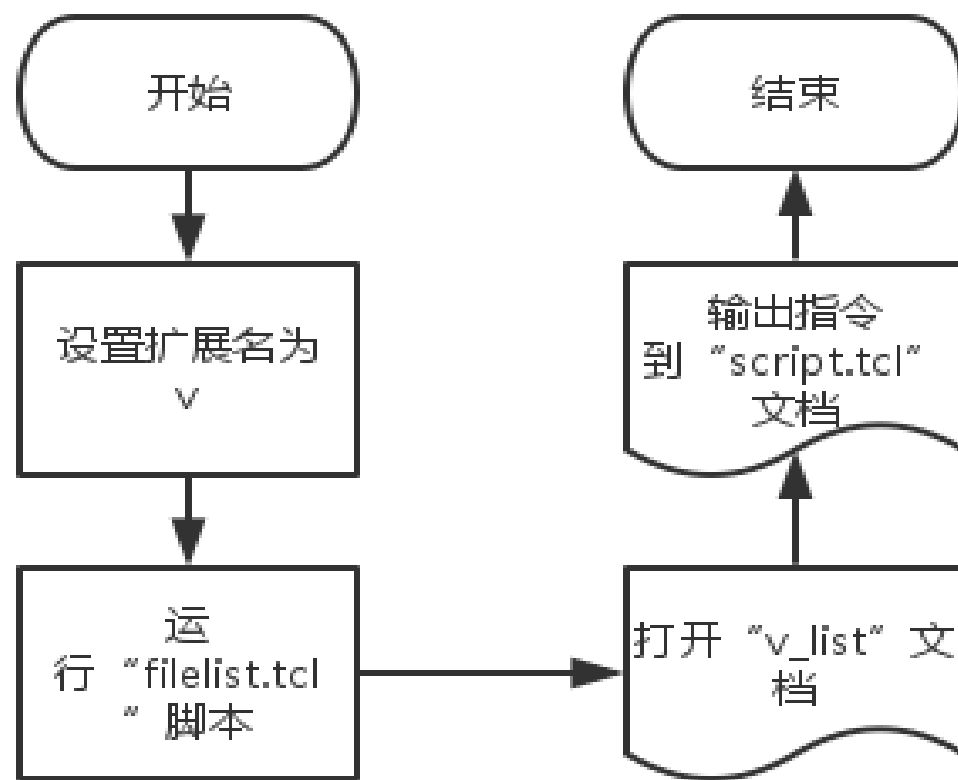 开始
设置扩展名为
v
运
行“filelist.tcl
”脚本
打开“v_list”文
档
输出指令
到“script.tcl”
文档
结束